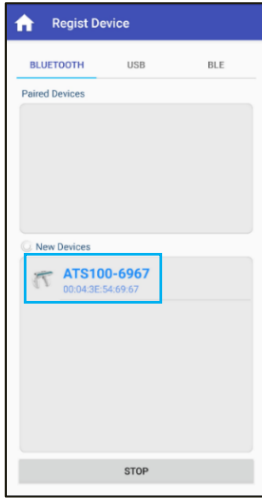 Regist Device
BLUETOOTH USB BLE
Paired Devices
New Devices
ATS100-6967
00:04:3E:54:69:67
STOP